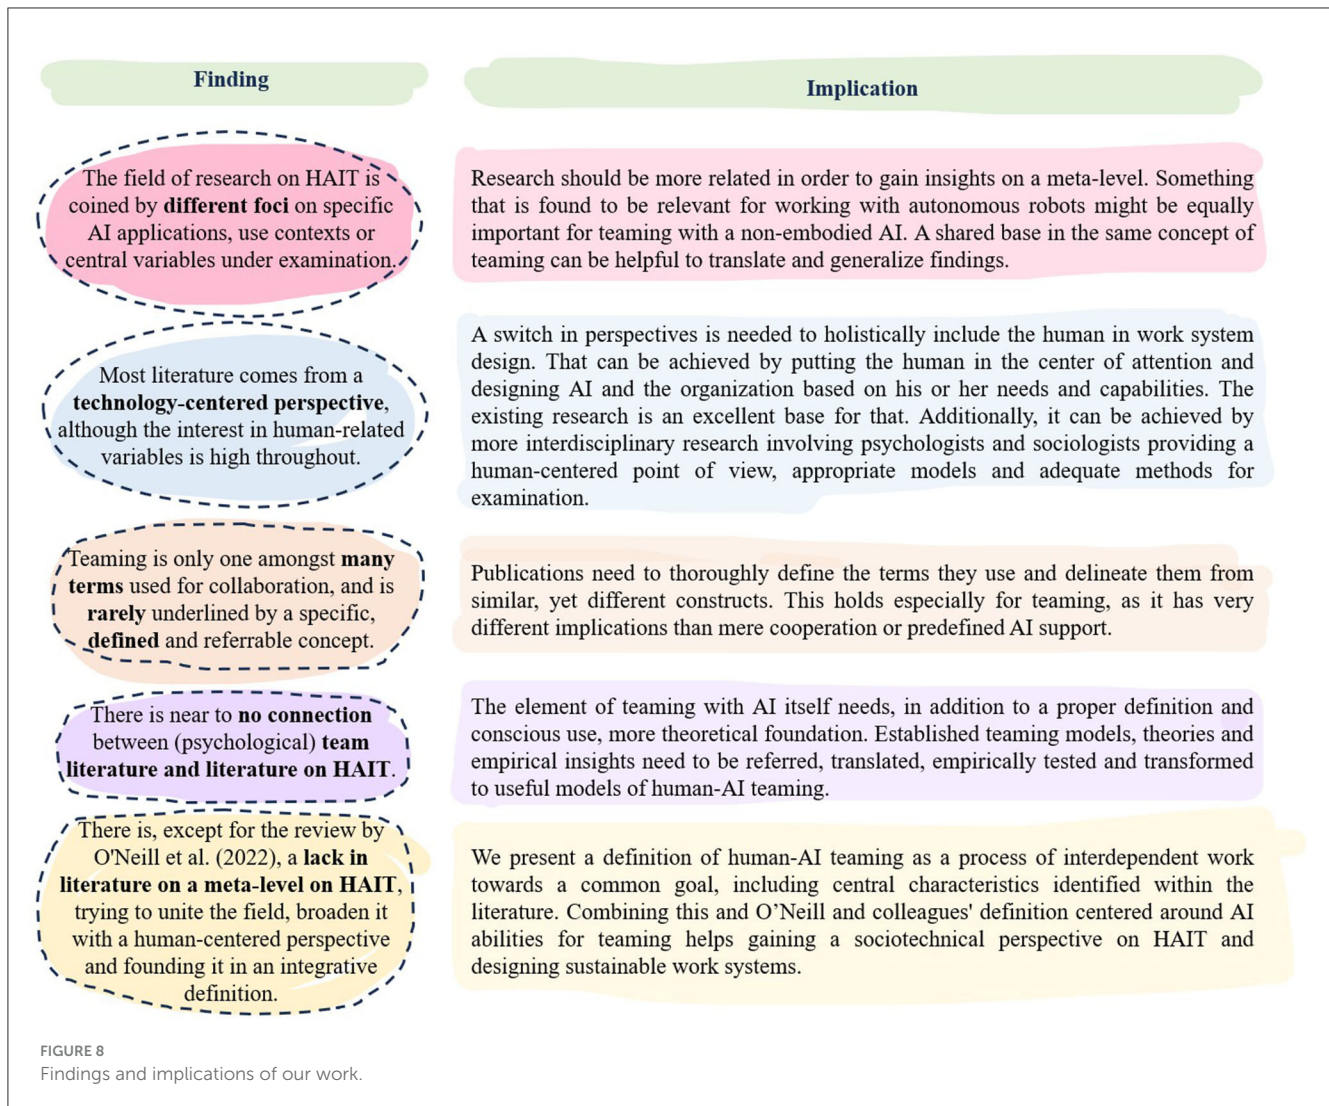 Finding
Implication
The field of research on HAIT is
coined by different foci on specific
AI applications, use contexts or
central variables under examination.
Research should be more related in order to gain insights on a meta-level. Something
that is found to be relevant for working with autonomous robots might be equally
important for teaming with a non-embodied AI. A shared base in the same concept of
teaming can be helpful to translate and generalize findings.
Most literature comes from a
technology-centered perspective,
although the interest in human-related
variables is high throughout.
A switch in perspectives is needed to holistically include the human in work system
design. That can be achieved by putting the human in the center of attention and
designing AI and the organization based on his or her needs and capabilities. The
existing research is an excellent base for that. Additionally, it can be achieved by
more interdisciplinary research involving psychologists and sociologists providing a
human-centered point of view, appropriate models and adequate methods for
examination.
Teaming is only one amongst many
terms used for collaboration, and is
rarely underlined by a specific,
defined and referrable concept.
Publications need to thoroughly define the terms they use and delineate them from
similar, yet different constructs. This holds especially for teaming, as it has very
different implications than mere cooperation or predefined AI support.
There is near to no connection
between (psychological) team
literature and literature on HAIT.
The element of teaming with AI itself needs, in addition to a proper definition and
conscious use, more theoretical foundation. Established teaming models, theories and
empirical insights need to be referred, translated, empirically tested and transformed
to useful models of human-AI teaming.
There is, except for the review by
O'Neill et al. (2022), a lack in
literature on a meta-level on HAIT,
trying to unite the field, broaden it
with a human-centered perspective
and founding it in an integrative
definition.
We present a definition of human-AI teaming as a process of interdependent work
towards a common goal, including central characteristics identified within the
literature. Combining this and O’Neill and colleagues' definition centered around AI
abilities for teaming helps gaining a sociotechnical perspective on HAIT and
designing sustainable work systems.
FIGURE 8
Findings and implications of our work.